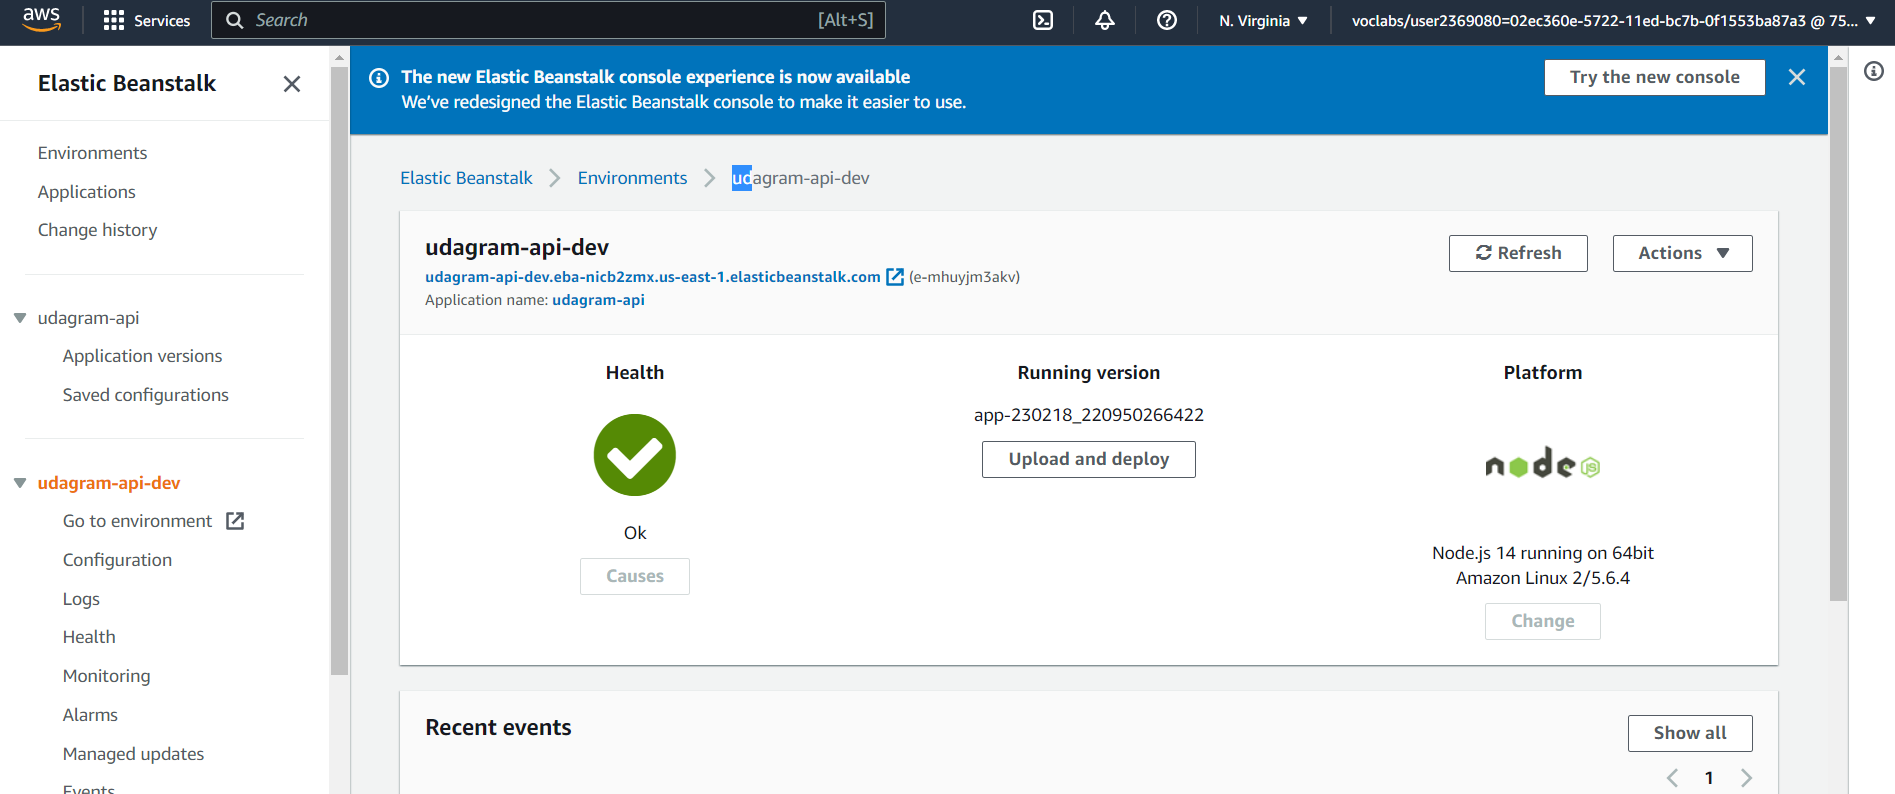 aws
Services
Search
[Alt+S]
N. Virginia
voclabs/user2369080=02ec360e-5722-11ed-bc7b-0f1553ba87a3 @ 75...
Elastic Beanstalk
Environments
Applications
Change history
udagram-api
Application versions
Saved configurations
udagram-api-dev
Go to environment
Configuration
Logs
Health
Monitoring
Alarms
Managed updates
Events
The new Elastic Beanstalk console experience is now available
We've redesigned the Elastic Beanstalk console to make it easier to use.
Try the new console
Elastic Beanstalk > Environments > udagram-api-dev
udagram-api-dev
udagram-api-dev.eba-nicb2zmx.us-east-1.elasticbeanstalk.com (e-mhuyjm3akv)
Application name: udagram-api
Refresh
Actions
Health
Ok
Causes
Running version
app-230218_220950266422
Upload and deploy
Platform
node JS
Node.js 14 running on 64bit
Amazon Linux 2/5.6.4
Change
Recent events
Show all
1